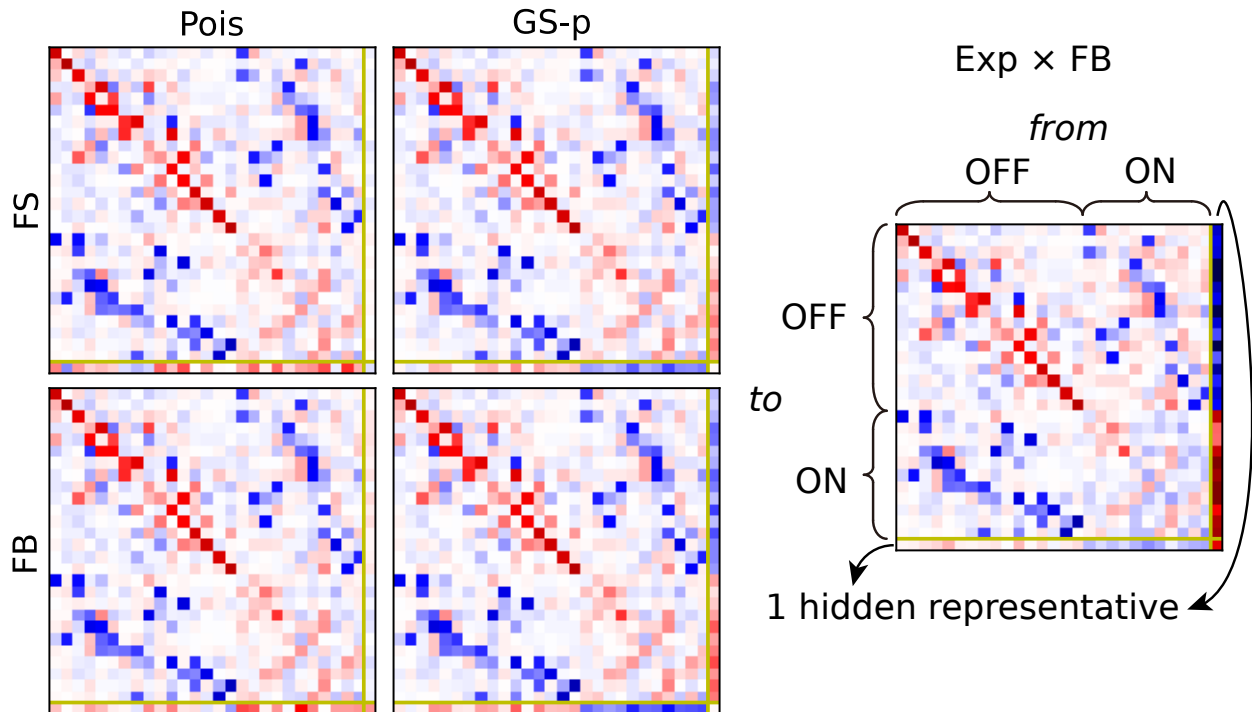 Pois
GS-p
FS
FB
Exp × FB
from
OFF
ON
OFF
to
ON
1 hidden representative